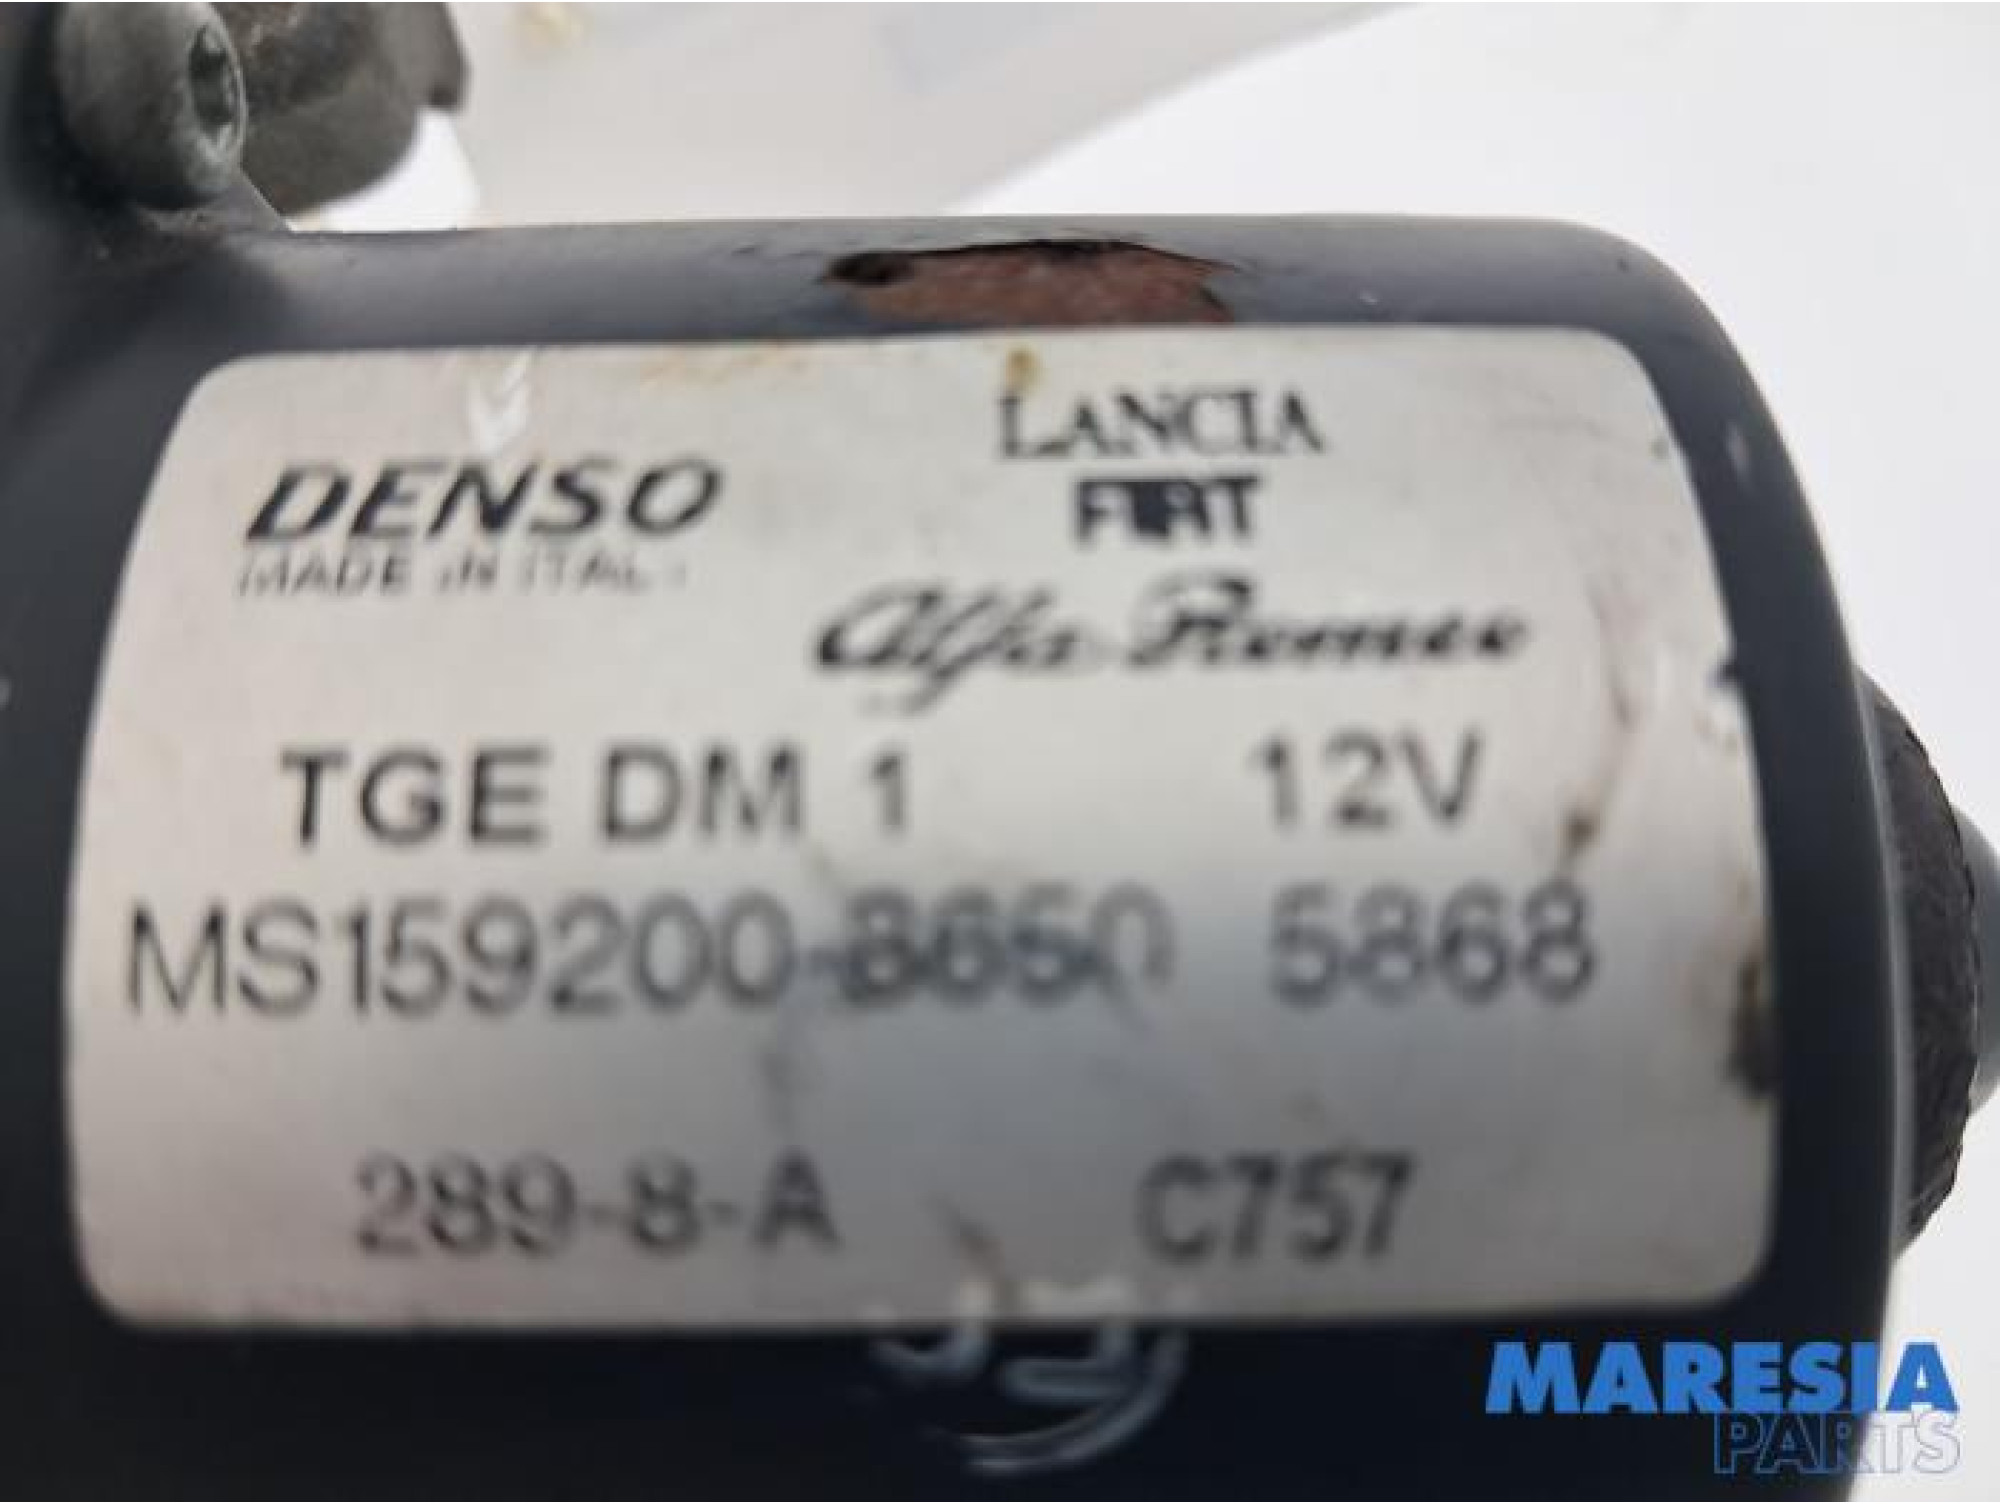 DENSO
MADE IN ITALY
LANCIA
FIAT
Alfa Romeo
TGE DM 1 12V
MS159200-8650 5868
289-8-A C757
MARESIA
PARTS